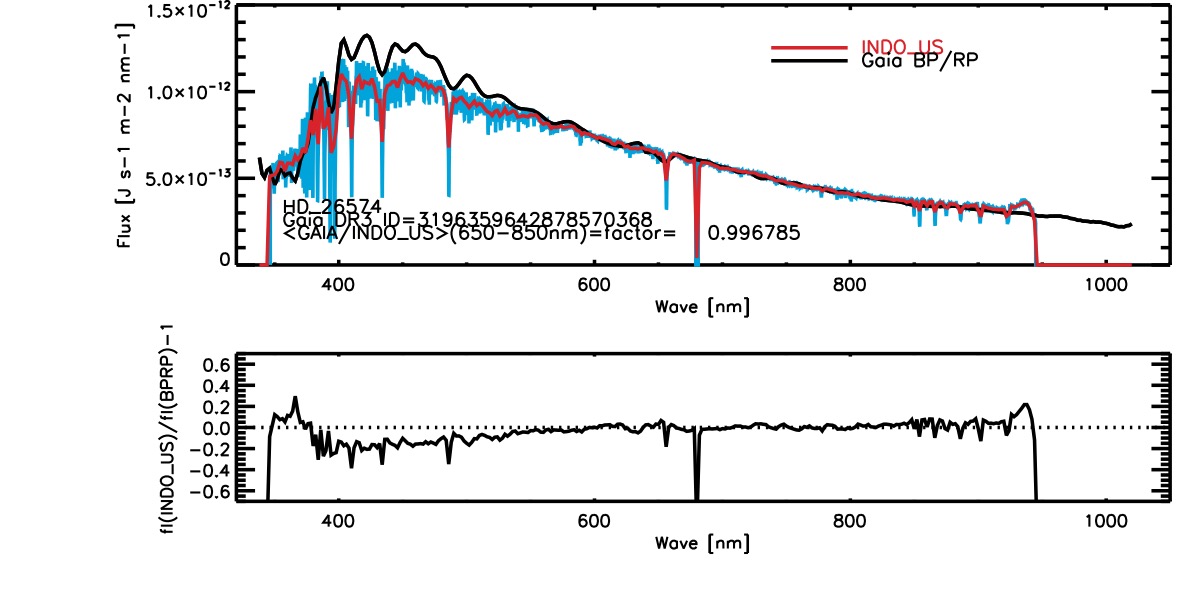 1.5×10−12
1.0×10−12
5.0×10−13
0
Flux [J s−1 m−2 nm−1]
INDO_US
Gaia BP/RP
HD_26574
Gaia DR3 ID=3196359642878570368
<GAIA/INDO_US>(650−850nm)=factor= 0.996785
400 600 800 1000
Wave [nm]
fl(INDO_US)/fl(BPRP)−1
0.6
0.4
0.2
0.0
−0.2
−0.4
−0.6
400 600 800 1000
Wave [nm]